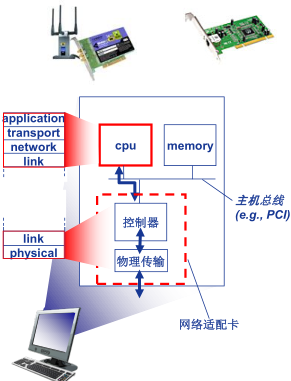 application
transport
network
link
cpu
memory
主机总线
(e.g., PCI)
控制器
link
physical
物理传输
网络适配卡